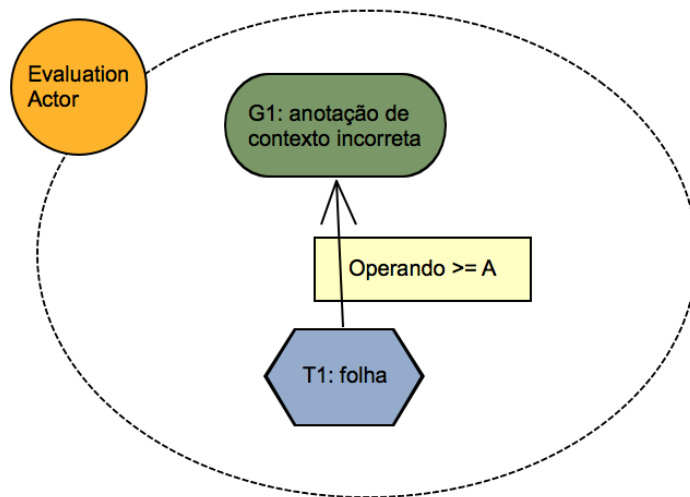 Evaluation
Actor
G1: anotação de
contexto incorreta
Operando >= A
T1: folha